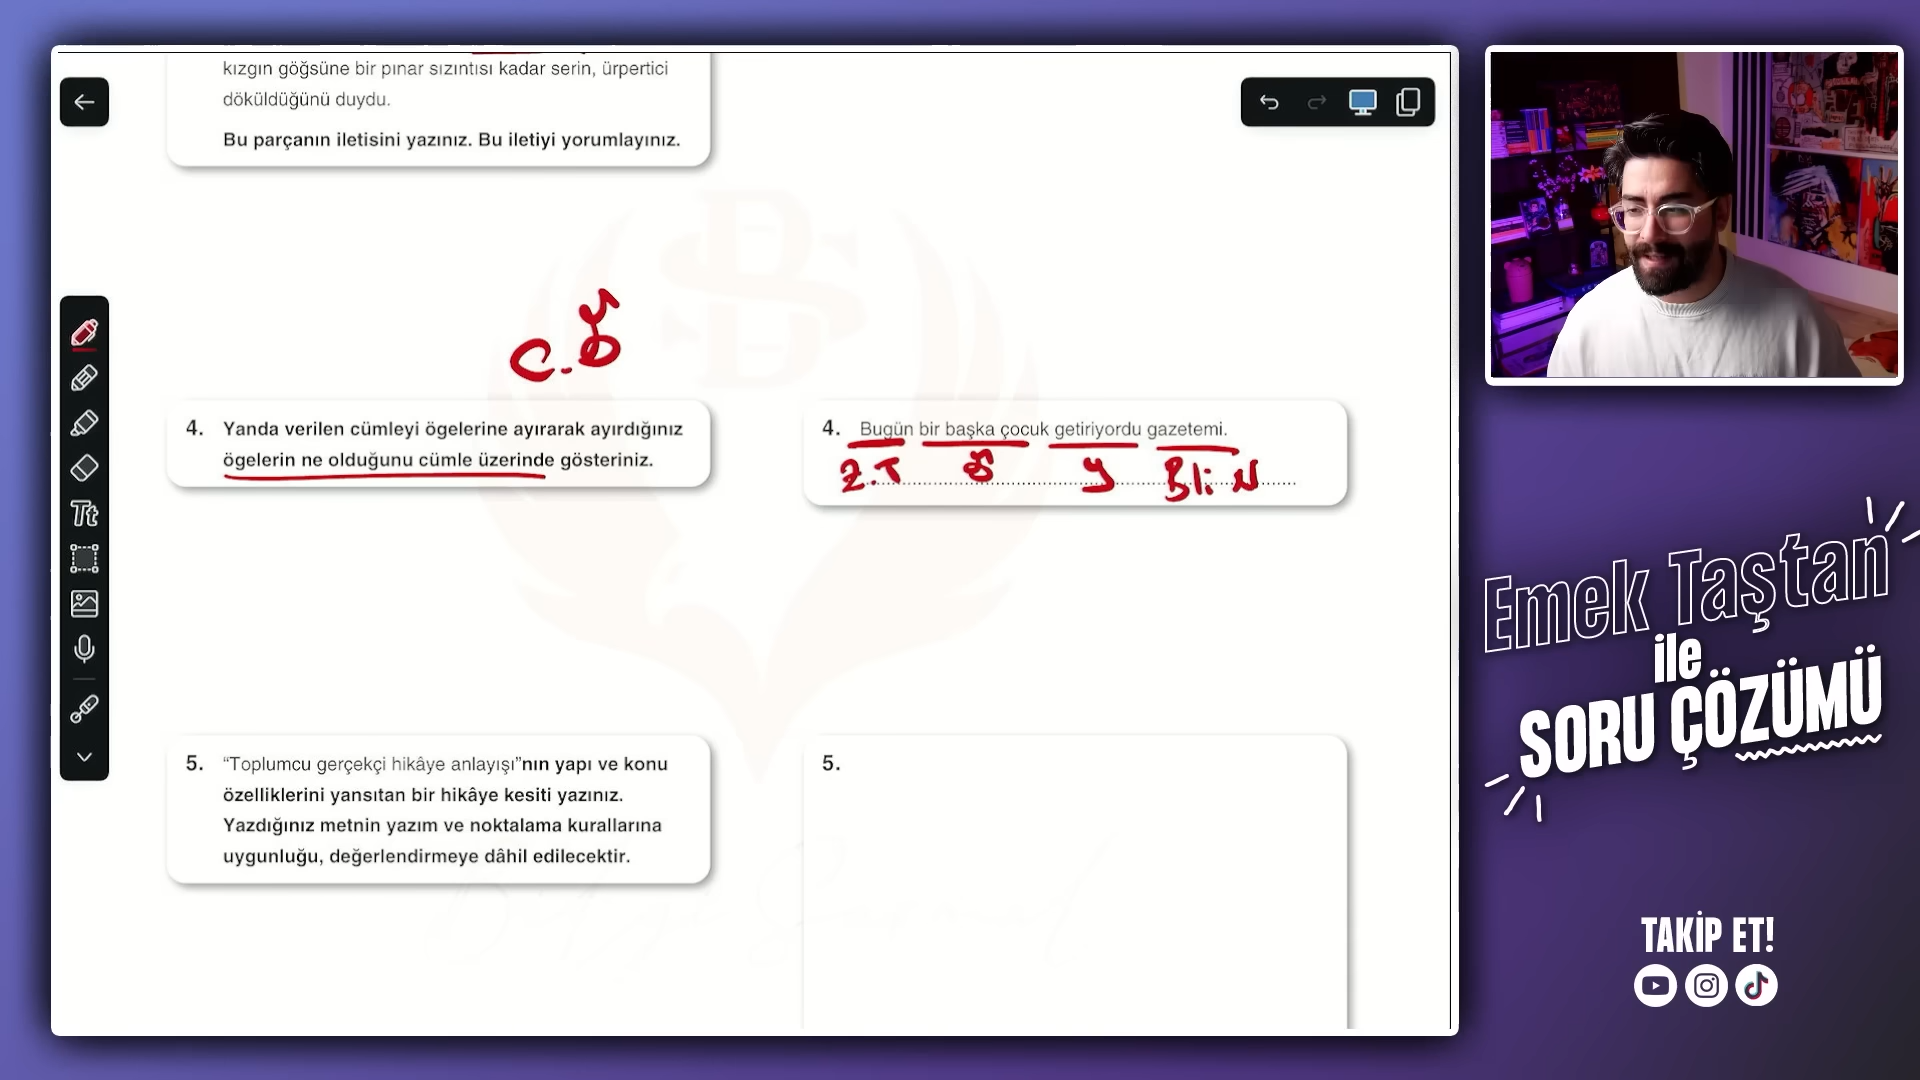 kızgın göğsüne bir pınar sızıntısı kadar serin, ürpertici
döküldüğünü duydu.
Bu parçanın iletisini yazınız. Bu iletiyi yorumlayınız.
C.Ö
4. Yanda verilen cümleyi ögelerine ayırarak ayırdığınız
ögelerin ne olduğunu cümle üzerinde gösteriniz.
4. Bugün bir başka çocuk getiriyordu gazetemi.
Z.T Ö Y Bli. N
5. “Toplumcu gerçekçi hikâye anlayışı”nın yapı ve konu
özelliklerini yansıtan bir hikâye kesiti yazınız.
Yazdığınız metnin yazım ve noktalama kurallarına
uygunluğu, değerlendirmeye dâhil edilecektir.
5.
Tt
Emek Taştan
ile
SORU ÇÖZÜMÜ
TAKİP ET!